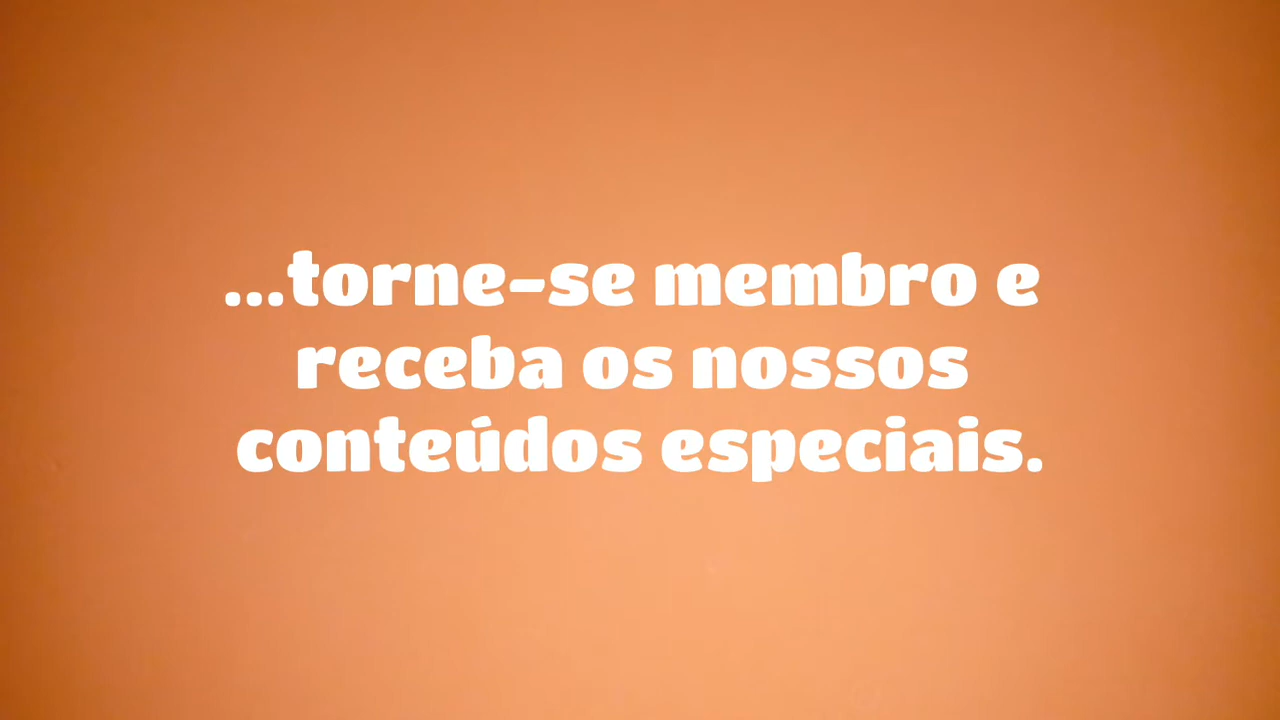 ...torne-se membro e
receba os nossos
conteúdos especiais.